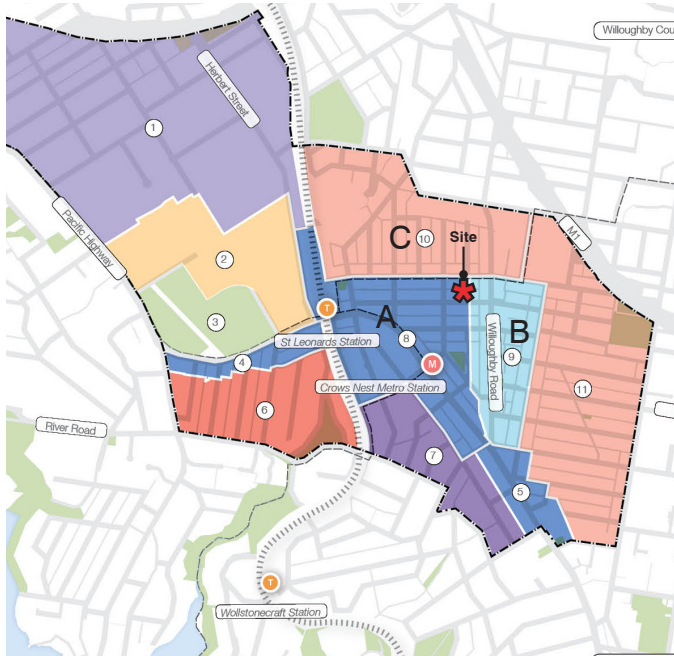 Willoughby Cou
Herbert Street
1
M1
C
10
Site
Pacific Highway
2
T
3
A
B
St Leonards Station
8
Willoughby Road
9
4
M
Crows Nest Metro Station
11
6
River Road
7
5
T
Wollstonecraft Station